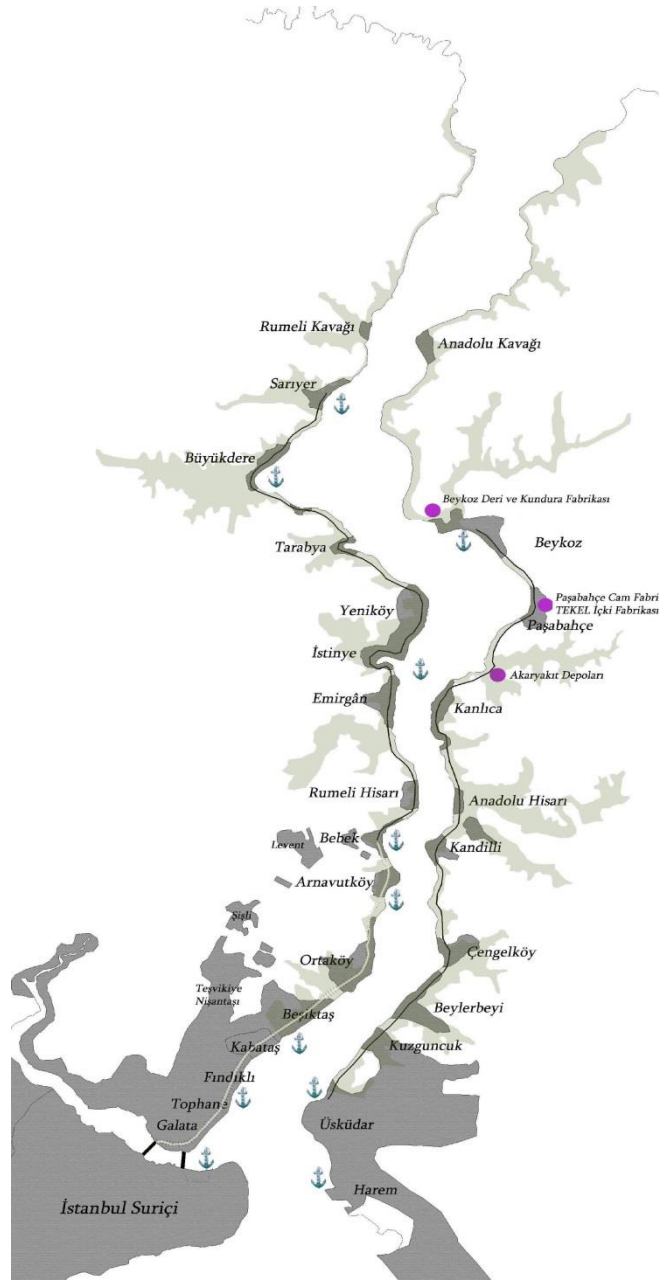 Rumeli Kavağı
Anadolu Kavağı
Sarıyer
Büyükdere
Beykoz Deri ve Kundura Fabrikası
Beykoz
Tarabya
Paşabahçe Cam Fabri
TEKEL İçki Fabrikası
Yeniköy
Paşabahçe
İstinye
Akaryakıt Depoları
Emirgân
Kanlıca
Rumeli Hisarı
Anadolu Hisarı
Bebek
Levent
Kandilli
Arnavutköy
Şişli
Ortaköy
Çengelköy
Teşvikiye
Nişantaşı
Beşiktaş
Beylerbeyi
Kabataş
Kuzguncuk
Fındıklı
Tophane
Galata
Üsküdar
Harem
İstanbul Suriçi